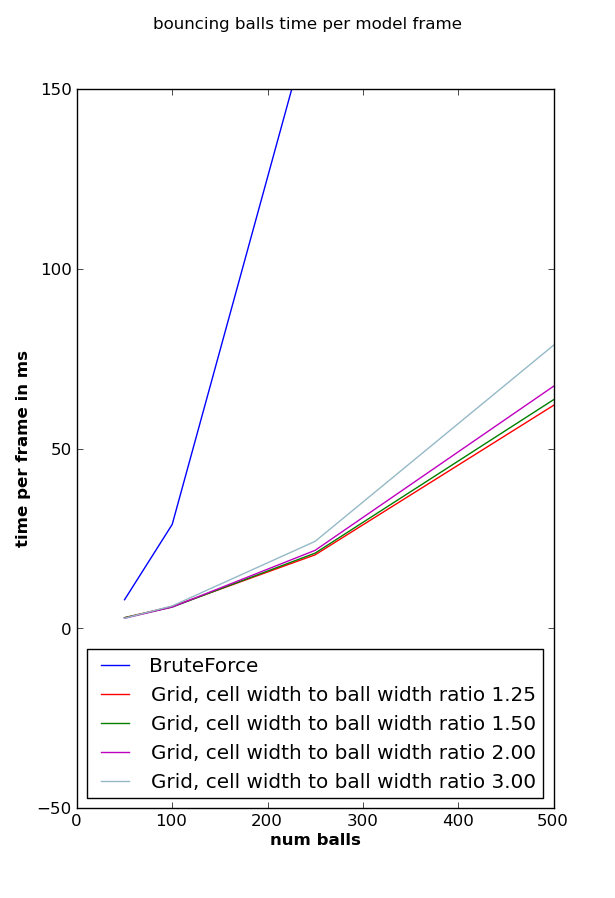 bouncing balls time per model frame
150
100
50
0
−50
time per frame in ms
BruteForce
Grid, cell width to ball width ratio 1.25
Grid, cell width to ball width ratio 1.50
Grid, cell width to ball width ratio 2.00
Grid, cell width to ball width ratio 3.00
0 100 200 300 400 500
num balls